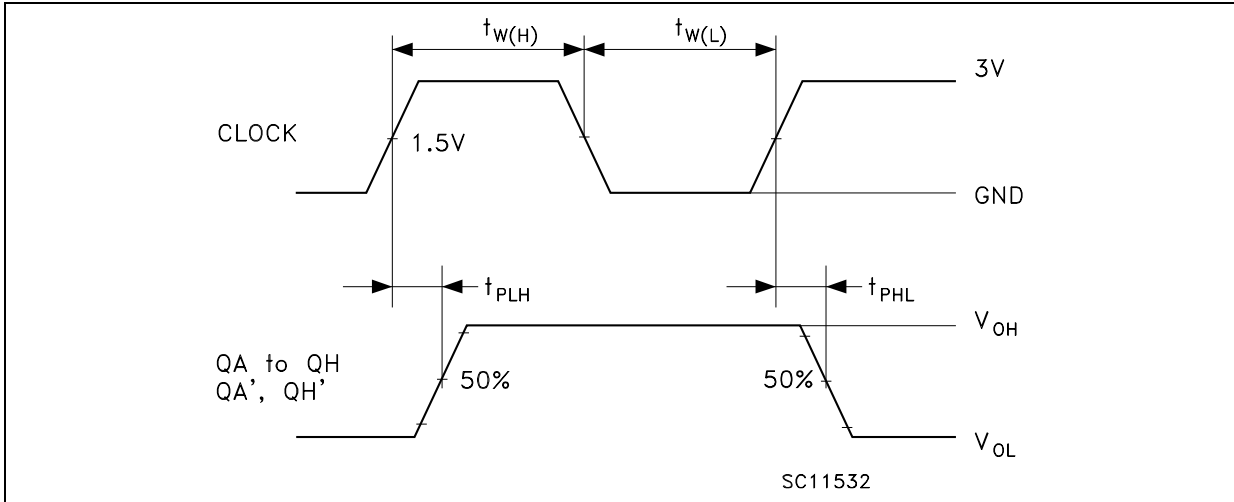 tW(H)
tW(L)
3V
CLOCK
1.5V
GND
tPLH
tPHL
VOH
QA to QH
QA', QH'
50%
50%
VOL
SC11532